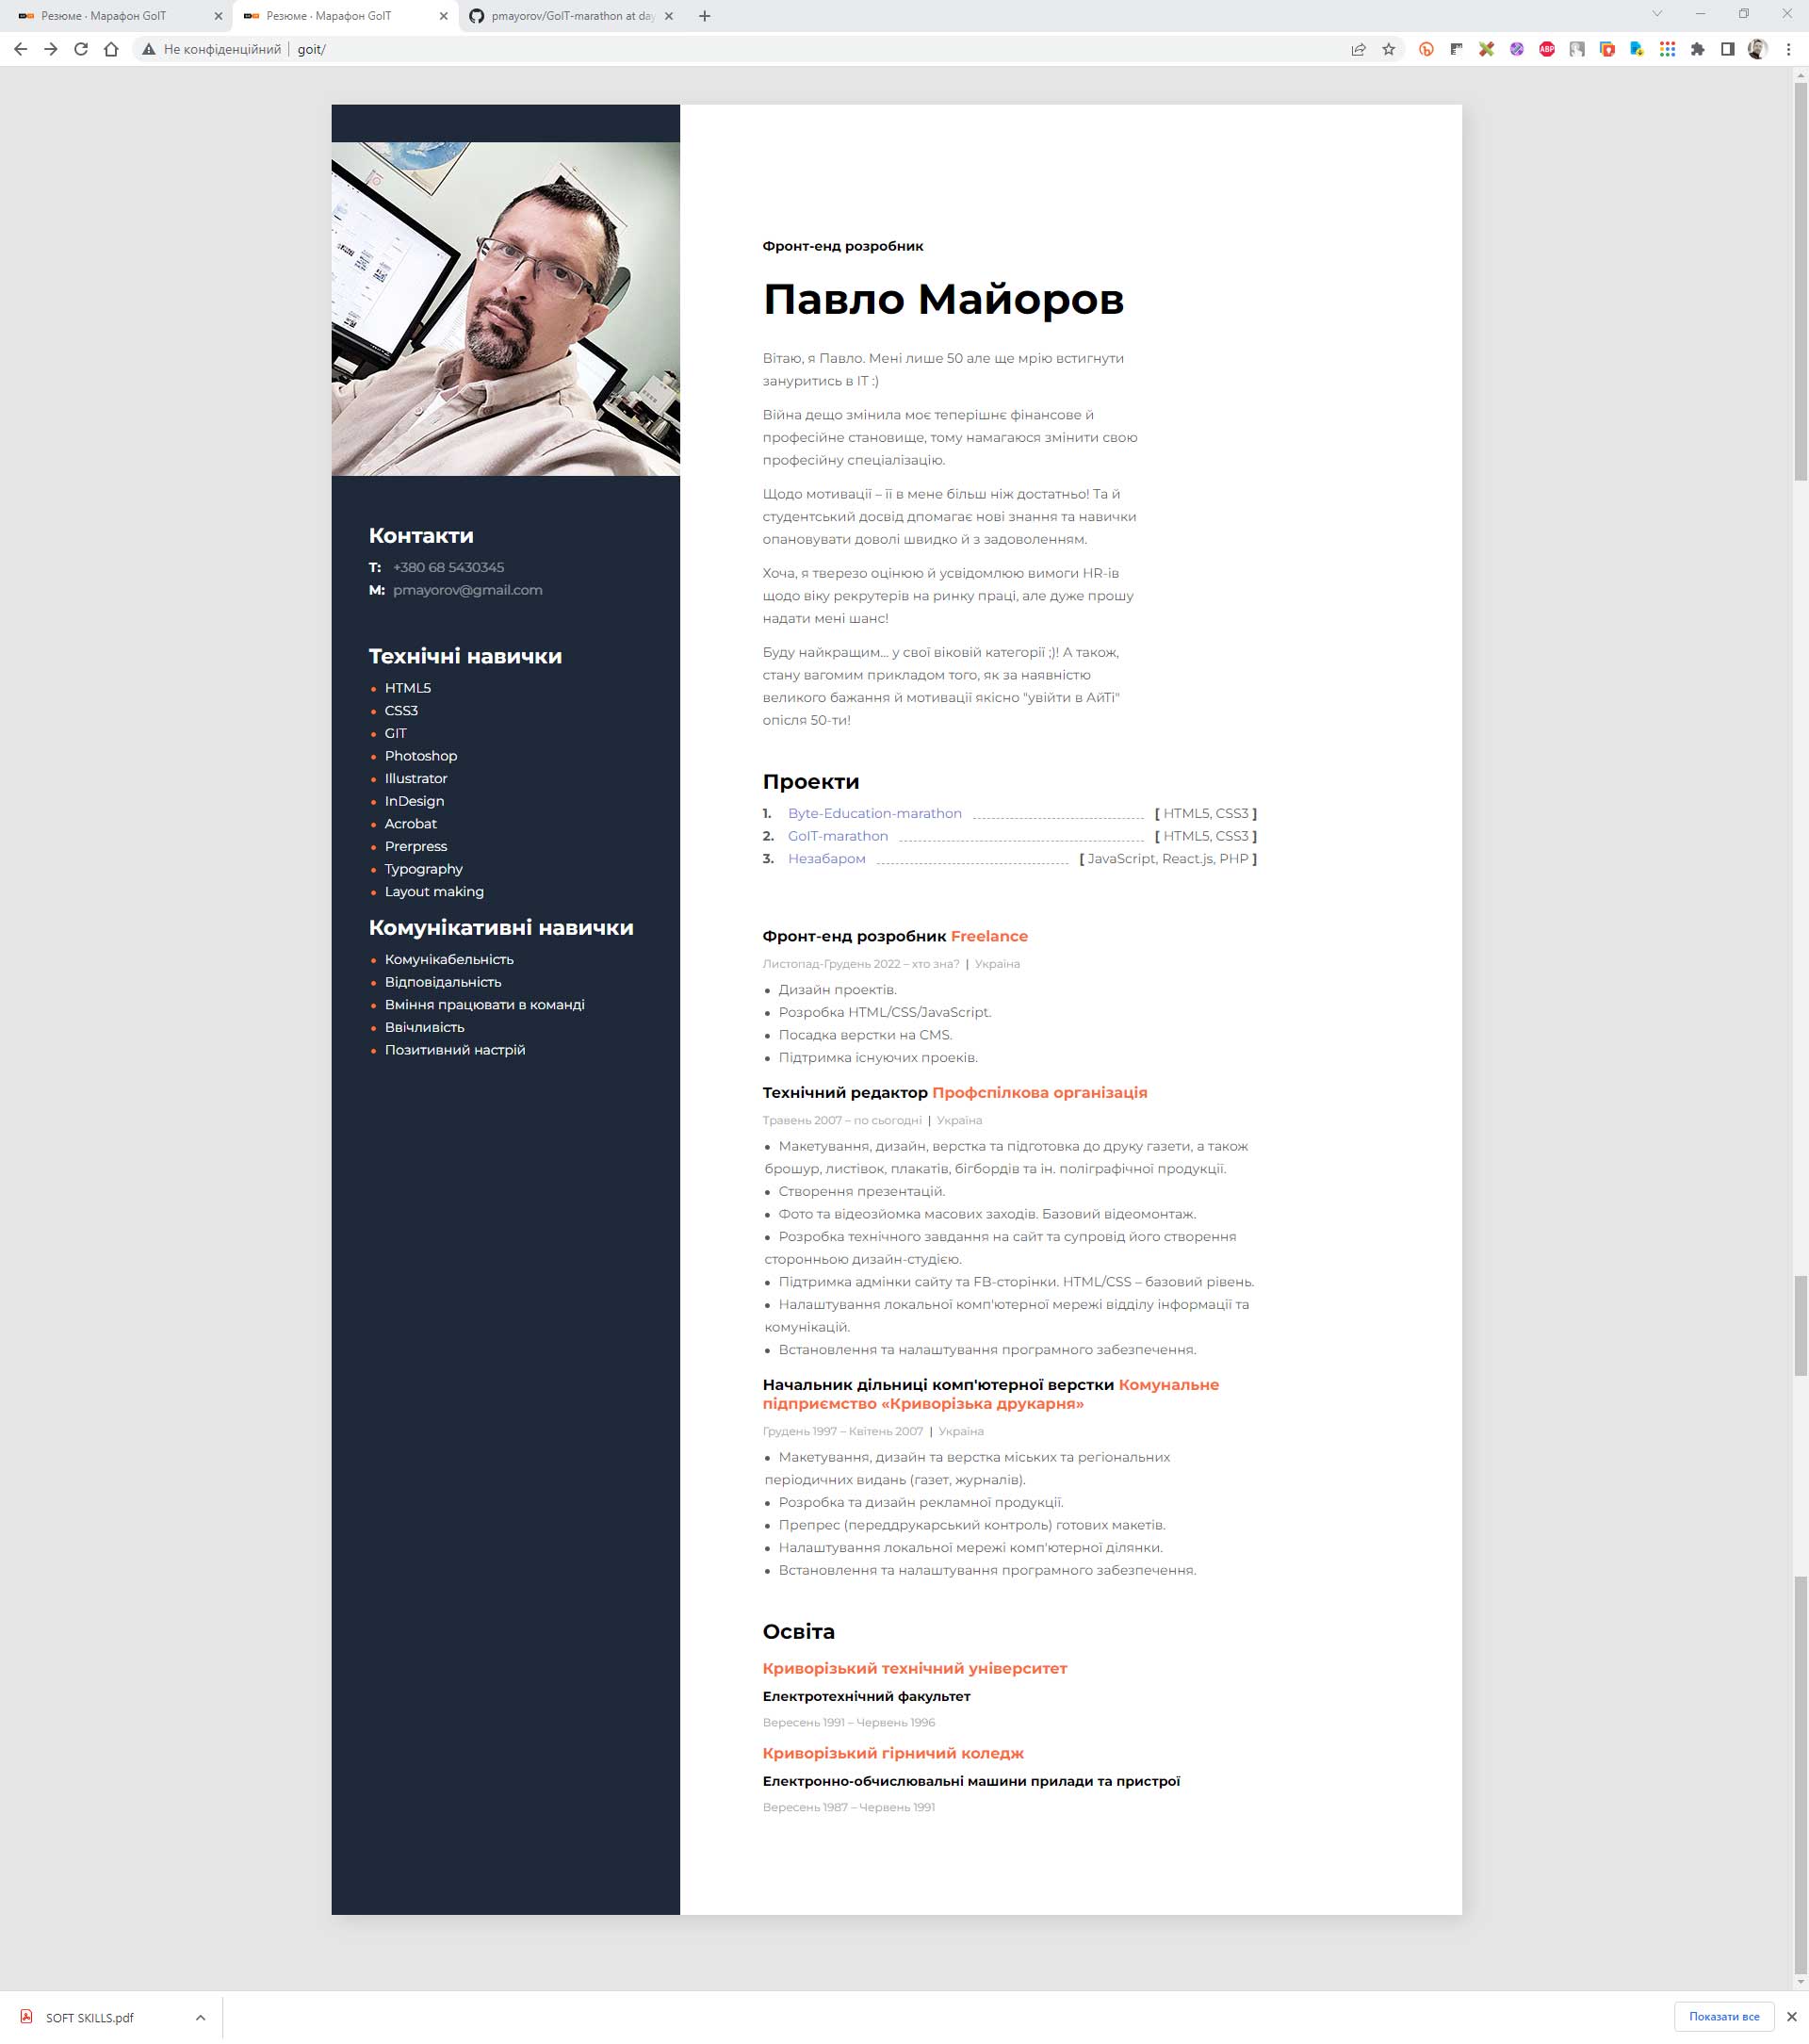 Резюме · Марафон GoIT
Резюме · Марафон GoIT
pmayorov/GoIT-marathon at day
Не конфіденційний
goit/
ABP
Фронт-енд розробник
Павло Майоров
Вітаю, я Павло. Мені лише 50 але ще мрію встигнути
зануритись в ІТ :)
Війна дещо змінила моє теперішнє фінансове й
професійне становище, тому намагаюся змінити свою
професійну спеціалізацію.
Щодо мотивації – її в мене більш ніж достатньо! Та й
студентський досвід дпомагає нові знання та навички
опановувати доволі швидко й з задоволенням.
Хоча, я тверезо оцінюю й усвідомлюю вимоги HR-ів
щодо віку рекрутерів на ринку праці, але дуже прошу
надати мені шанс!
Буду найкращим... у свої віковій категорії ;)! А також,
стану вагомим прикладом того, як за наявністю
великого бажання й мотивації якісно "увійти в АйТі"
опісля 50-ти!
Контакти
T: +380 68 5430345
M: pmayorov@gmail.com
Технічні навички
HTML5
CSS3
GIT
Photoshop
Illustrator
InDesign
Acrobat
Prerpress
Typography
Layout making
Комунікативні навички
Комунікабельність
Відповідальність
Вміння працювати в команді
Ввічливість
Позитивний настрій
Проекти
1. Byte-Education-marathon [ HTML5, CSS3 ]
2. GoIT-marathon [ HTML5, CSS3 ]
3. Незабаром [ JavaScript, React.js, PHP ]
Фронт-енд розробник Freelance
Листопад-Грудень 2022 – хто зна? | Україна
• Дизайн проектів.
• Розробка HTML/CSS/JavaScript.
• Посадка верстки на CMS.
• Підтримка існуючих проеків.
Технічний редактор Профспілкова організація
Травень 2007 – по сьогодні | Україна
• Макетування, дизайн, верстка та підготовка до друку газети, а також
брошур, листівок, плакатів, бігбордів та ін. поліграфічної продукції.
• Створення презентацій.
• Фото та відеозйомка масових заходів. Базовий відеомонтаж.
• Розробка технічного завдання на сайт та супровід його створення
сторонньою дизайн-студією.
• Підтримка адмінки сайту та FB-сторінки. HTML/CSS – базовий рівень.
• Налаштування локальної комп'ютерної мережі відділу інформації та
комунікацій.
• Встановлення та налаштування програмного забезпечення.
Начальник дільниці комп'ютерної верстки Комунальне
підприємство «Криворізька друкарня»
Грудень 1997 – Квітень 2007 | Україна
• Макетування, дизайн та верстка міських та регіональних
періодичних видань (газет, журналів).
• Розробка та дизайн рекламної продукції.
• Препрес (переддрукарський контроль) готових макетів.
• Налаштування локальної мережі комп'ютерної ділянки.
• Встановлення та налаштування програмного забезпечення.
Освіта
Криворізький технічний університет
Електротехнічний факультет
Вересень 1991 – Червень 1996
Криворізький гірничий коледж
Електронно-обчислювальні машини прилади та пристрої
Вересень 1987 – Червень 1991
SOFT SKILLS.pdf
Показати все